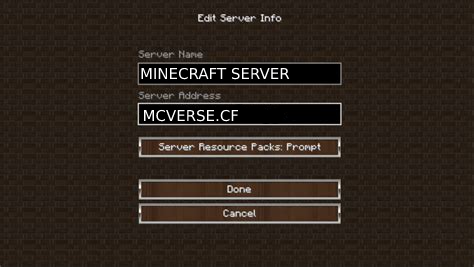 Edit Server Info
Server Name
MINECRAFT SERVER
Server Address
MCVERSE.CF
Server Resource Packs: Prompt
Done
Cancel